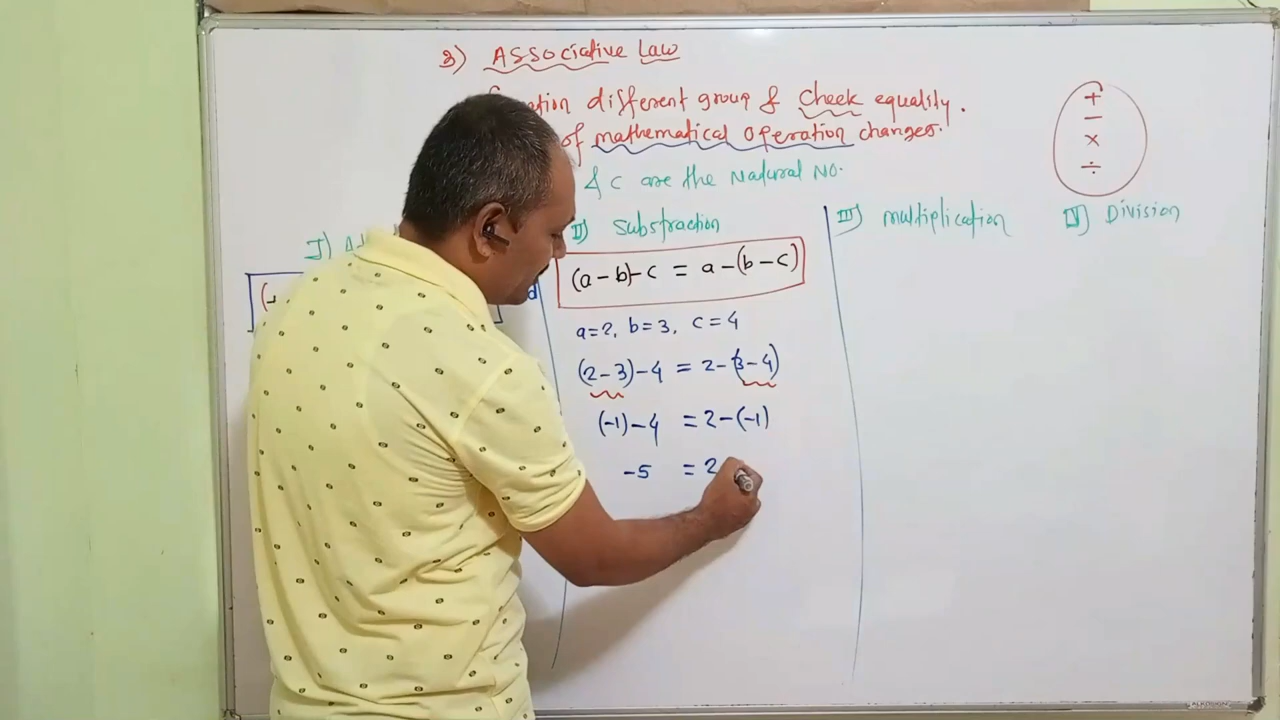 3) Associative Law
different group & check equality.
of mathematical operation changes.
& c are the Natural No.
+
−
×
÷
I) A
II) Substraction
III) multiplication
IV) Division
(a-b)-c = a-(b-c)
a=2, b=3, c=4
(2-3)-4 = 2-(3-4)
(-1)-4 = 2-(-1)
-5 = 2